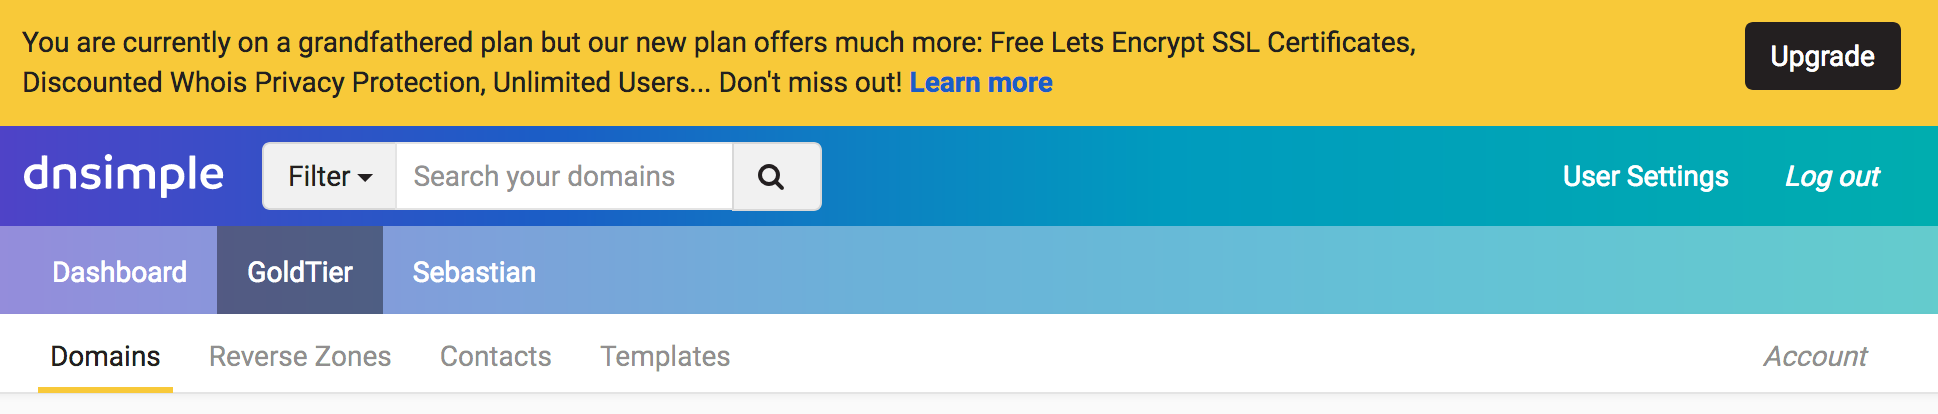 You are currently on a grandfathered plan but our new plan offers much more: Free Lets Encrypt SSL Certificates,
Discounted Whois Privacy Protection, Unlimited Users... Don't miss out! Learn more
Upgrade
dnsimple
Filter
Search your domains
User Settings
Log out
Dashboard
GoldTier
Sebastian
Domains
Reverse Zones
Contacts
Templates
Account